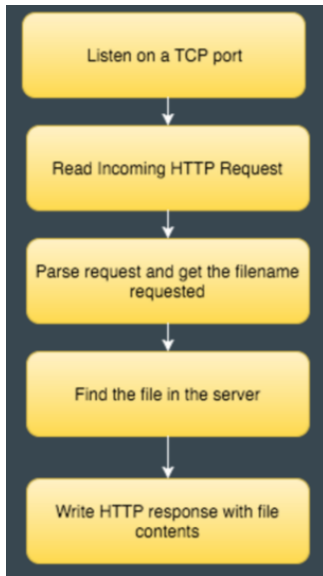 Listen on a TCP port
Read Incoming HTTP Request
Parse request and get the filename
requested
Find the file in the server
Write HTTP response with file
contents